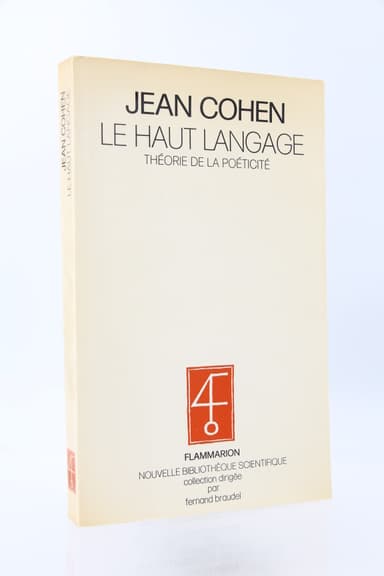 JEAN COHEN
LE HAUT LANGAGE
THÉORIE DE LA POÉTICITÉ
FLAMMARION
NOUVELLE BIBLIOTHÈQUE SCIENTIFIQUE
collection dirigée
par
fernand braudel
JEAN COHEN
LE HAUT LANGAGE